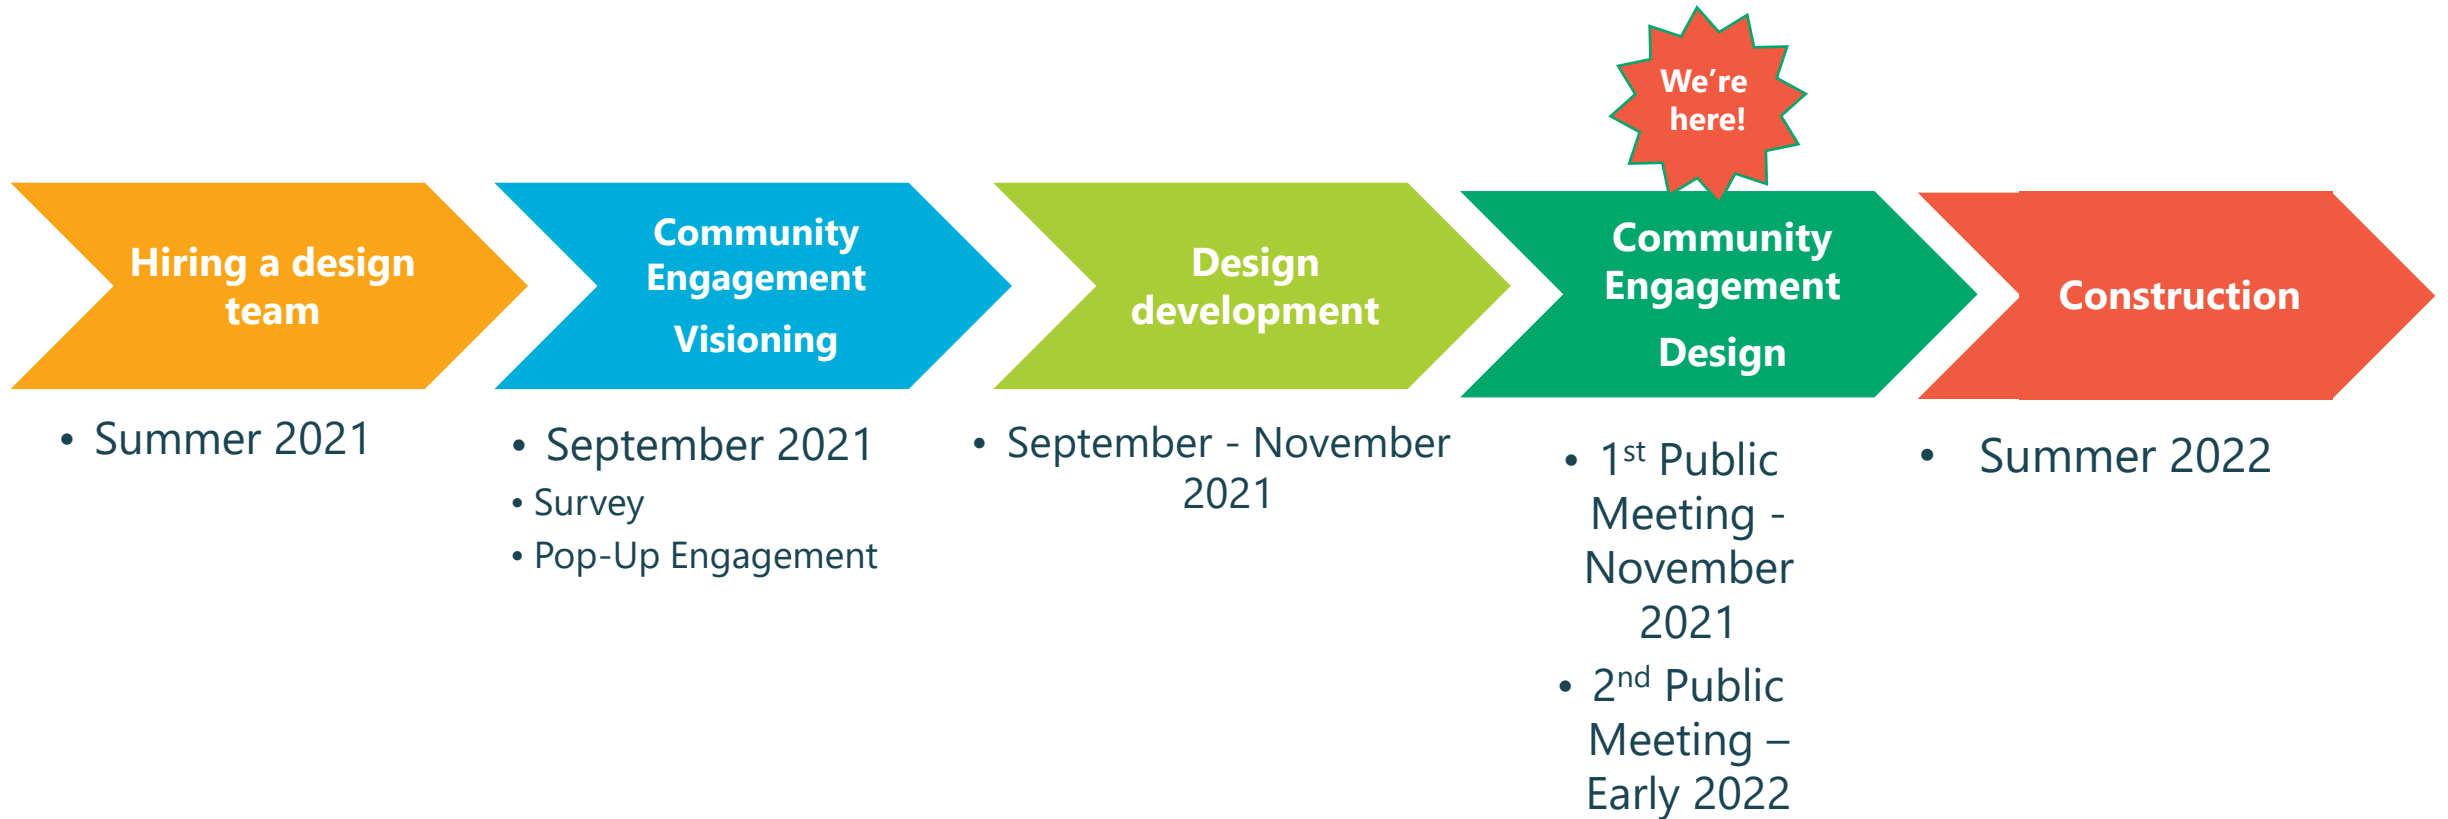 We're
here!
Hiring a design
team
Community
Engagement
Visioning
Design
development
Community
Engagement
Design
Construction
• Summer 2021
• September 2021
• Survey
• Pop-Up Engagement
• September - November
2021
• 1st Public
Meeting -
November
2021
• 2nd Public
Meeting –
Early 2022
• Summer 2022